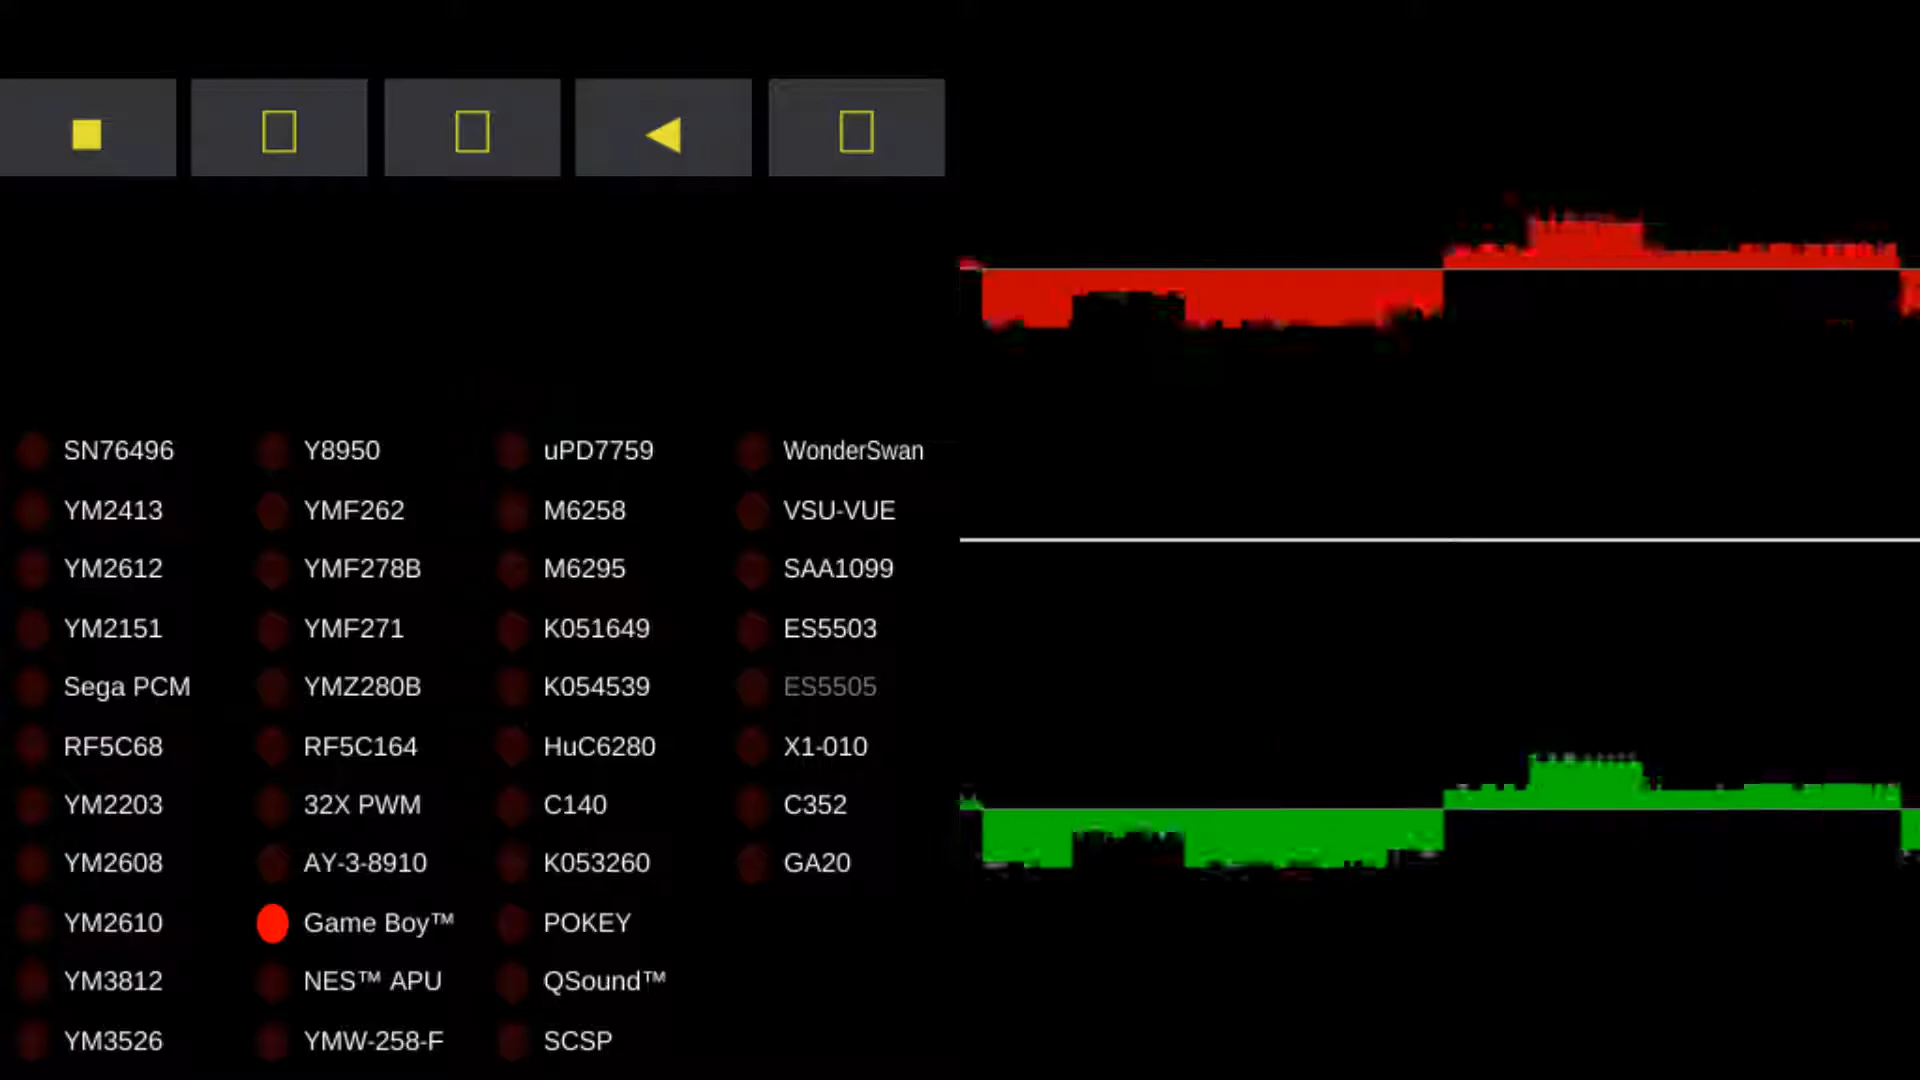 SN76496 Y8950 uPD7759 WonderSwan
YM2413 YMF262 M6258 VSU-VUE
YM2612 YMF278B M6295 SAA1099
YM2151 YMF271 K051649 ES5503
Sega PCM YMZ280B K054539 ES5505
RF5C68 RF5C164 HuC6280 X1-010
YM2203 32X PWM C140 C352
YM2608 AY-3-8910 K053260 GA20
YM2610 Game Boy™ POKEY
YM3812 NES™ APU QSound™
YM3526 YMW-258-F SCSP